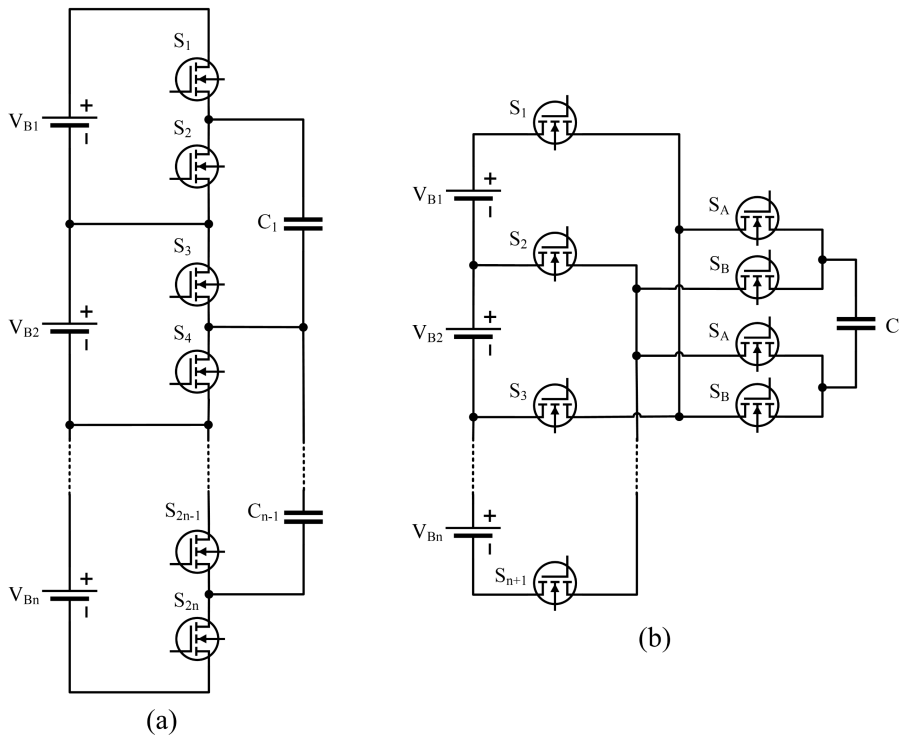 S1
+
VB1
S2
C1
S3
+
VB2
S4
S2n-1
Cn-1
+
VBn
S2n
(a)
S1
+
VB1
S2
SA
SB
+
VB2
C
SA
S3
SB
+
VBn
Sn+1
(b)